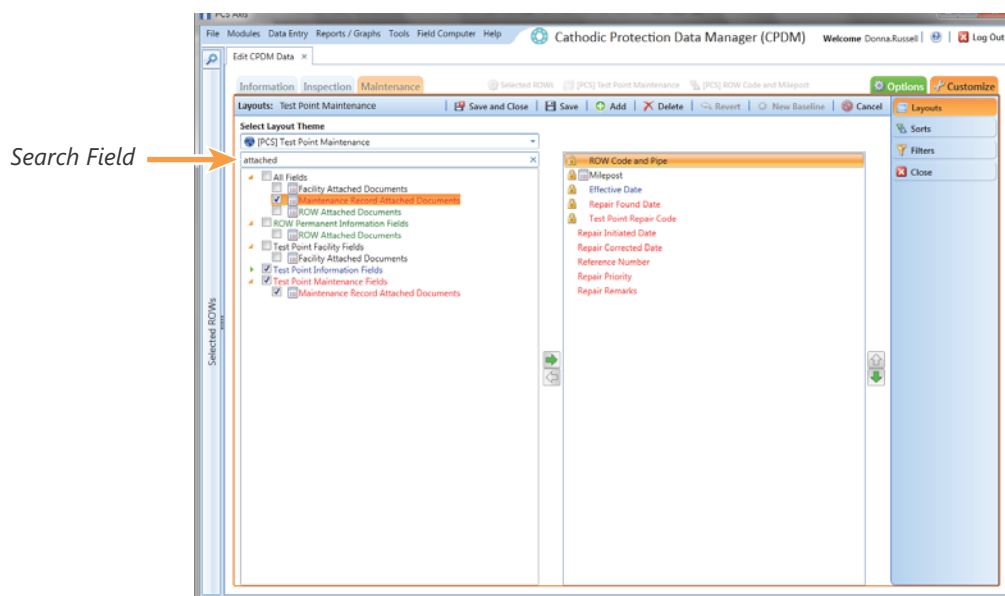 PCS Axis
File Modules Data Entry Reports / Graphs Tools Field Computer Help Cathodic Protection Data Manager (CPDM) Welcome Donna.Russell Log Out
Edit CPDM Data ×
Information Inspection Maintenance Selected ROWs [PCS] Test Point Maintenance [PCS] ROW Code and Milepost Options Customize
Layouts: Test Point Maintenance Save and Close Save Add Delete Revert New Baseline Cancel Layouts
Select Layout Theme Sorts
[PCS] Test Point Maintenance Filters
Search Field attached × ROW Code and Pipe Close
All Fields Milepost
Facility Attached Documents Effective Date
Maintenance Record Attached Documents Repair Found Date
ROW Attached Documents Test Point Repair Code
ROW Permanent Information Fields Repair Initiated Date
ROW Attached Documents Repair Corrected Date
Test Point Facility Fields Reference Number
Facility Attached Documents Repair Priority
Test Point Information Fields Repair Remarks
Test Point Maintenance Fields
Maintenance Record Attached Documents
Selected ROWs